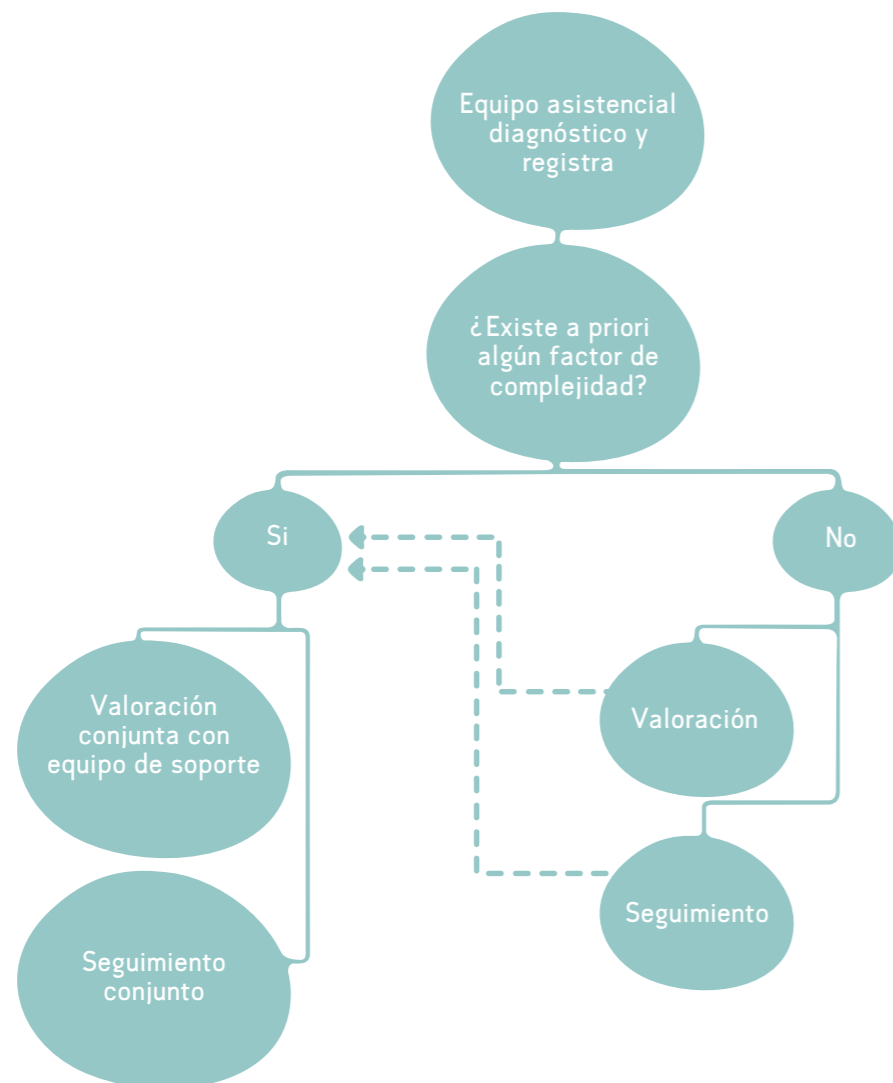 Equipo asistencial
diagnóstico y
registra
¿Existe a priori
algún factor de
complejidad?
Si
No
Valoración
conjunta con
equipo de soporte
Valoración
Seguimiento
Seguimiento
conjunto